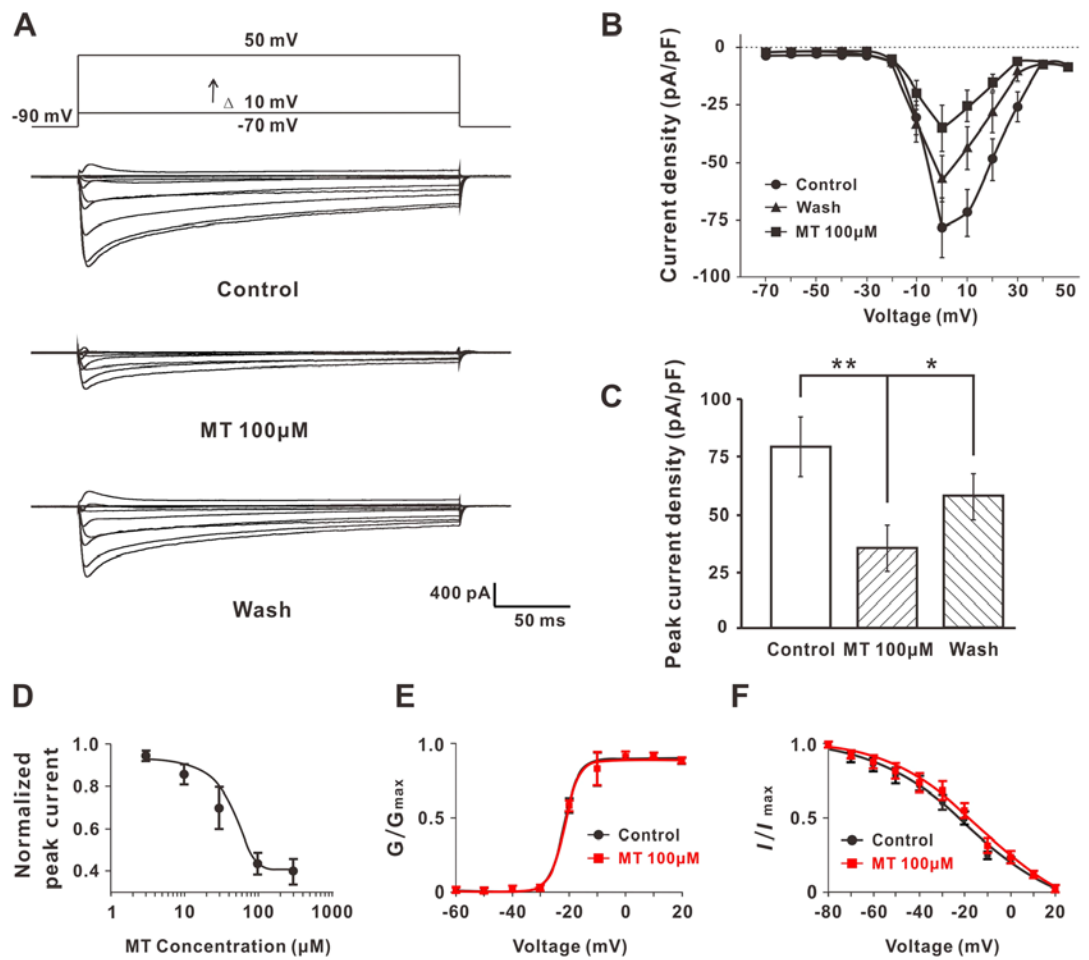 A
50 mV
Δ 10 mV
-90 mV
-70 mV
Control
MT 100μM
Wash
400 pA
50 ms
B
Current density (pA/pF)
0
-25
-50
-75
-100
Control
Wash
MT 100μM
-70 -50 -30 -10 10 30 50
Voltage (mV)
C
Peak current density (pA/pF)
** *
100
75
50
25
0
Control MT 100μM Wash
D
Normalized
peak current
1.0
0.8
0.6
0.4
1 10 100 1000
MT Concentration (μM)
E
G/Gmax
1.0
0.5
0
Control
MT 100μM
-60 -40 -20 0 20
Voltage (mV)
F
I/I max
1.0
0.5
0
Control
MT 100μM
-80 -60 -40 -20 0 20
Voltage (mV)